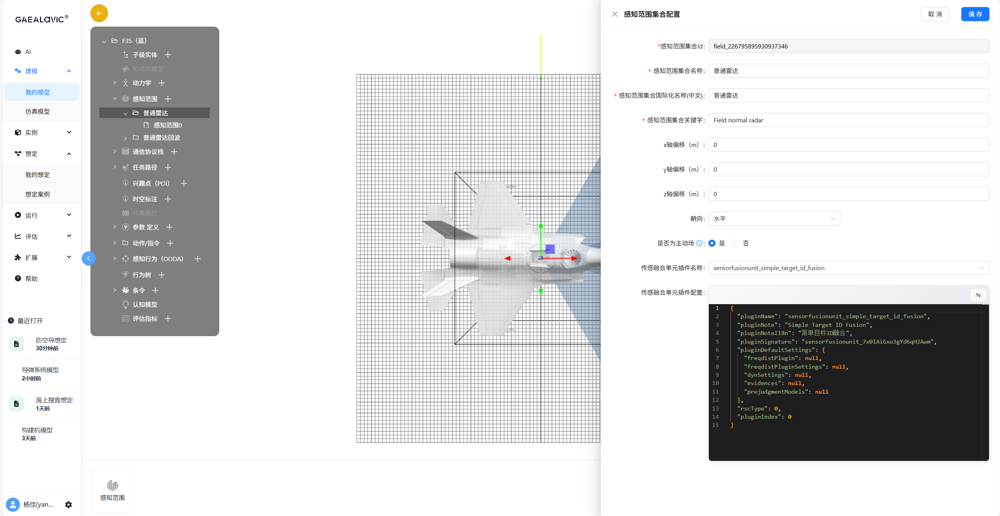 GAEALAVIC®
AI
建模
我的模型
仿真模型
实例
想定
我的想定
想定案例
运行
评估
扩展
帮助
最近打开
防空导想定
30分钟前
导弹系统模型
2小时前
海上搜救想定
1天前
构建机模型
3天前
杨佳(yan...
F35（蓝）
子级实体
形式化模型
动力学
感知范围
普通雷达
感知范围0
普通雷达回波
通信协议栈
任务路径
兴趣点（POI）
时空标注
约束围栏
参数 定义
动作/指令
感知行为（OODA）
行为树
条令
认知模型
评估指标
感知范围
感知范围集合配置
取 消
保 存
*感知范围集合Id:
field_226795895930937346
* 感知范围集合名称:
普通雷达
* 感知范围集合国际化名称(中文):
普通雷达
* 感知范围集合关键字:
Field normal radar
x轴偏移（m）:
0
y轴偏移（m）:
0
z轴偏移（m）:
0
朝向:
水平
是否为主动场 :
是
否
传感融合单元插件名称:
sensorfusionunit_simple_target_id_fusion
传感融合单元插件配置:
1 {
2 "pluginName": "sensorfusionunit_simple_target_id_fusion",
3 "pluginNote": "Simple Target ID Fusion",
4 "pluginNoteI18n": "简单目标ID融合",
5 "pluginSignature": "sensorfusionunit_7x0lAiGxu3gYd6qH2Awm",
6 "pluginDefaultSettings": {
7 "freqdistPlugin": null,
8 "freqdistPluginSettings": null,
9 "dynSettings": null,
10 "evidences": null,
11 "prejudgmentModels": null
12 },
13 "rscType": 0,
14 "pluginIndex": 0
15 }